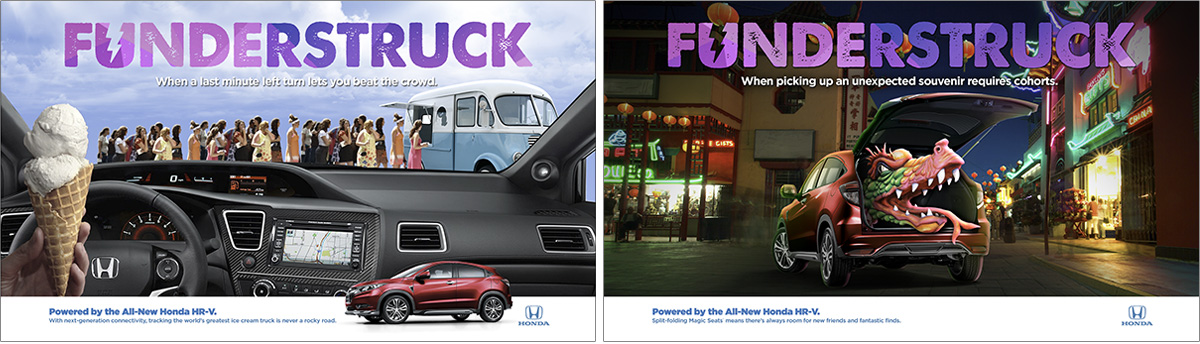 FUNDERSTRUCK
When a last minute left turn lets you beat the crowd.
Powered by the All-New Honda HR-V.
With next-generation connectivity, tracking the world's greatest ice cream truck is never a rocky road.
HONDA
FUNDERSTRUCK
When picking up an unexpected souvenir requires cohorts.
GIFTS
Powered by the All-New Honda HR-V.
Split-folding Magic Seats™ means there's always room for new friends and fantastic finds.
HONDA